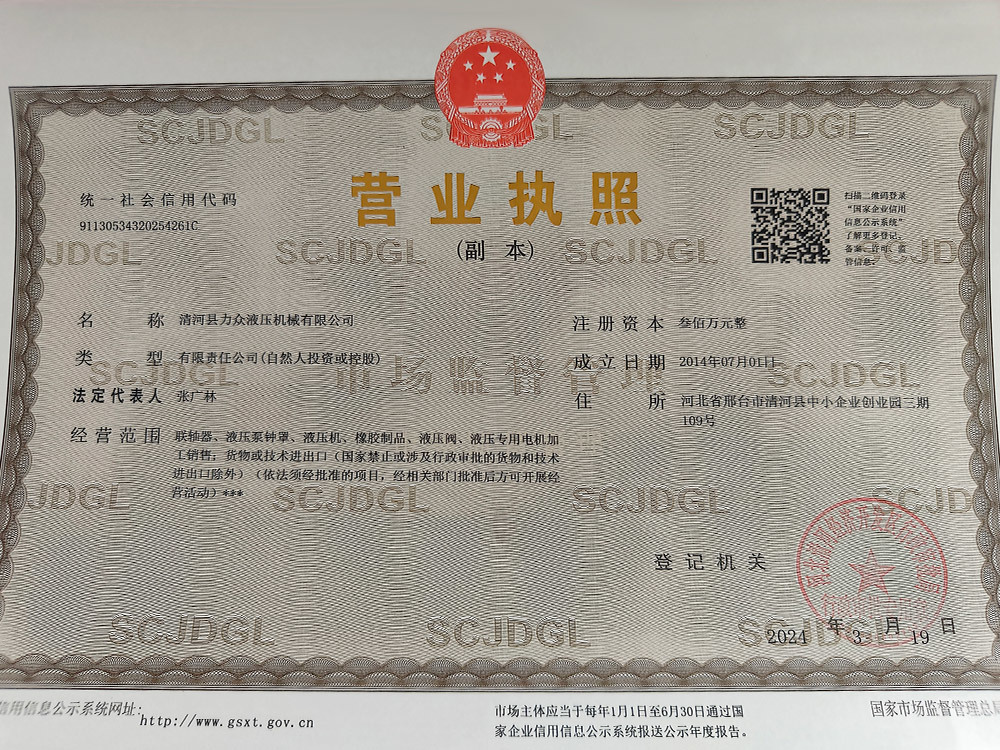 SCJDGL
SCJDGL
营业执照
(副 本)
统一社会信用代码
91130534320254261C
扫描二维码登录
“国家企业信用
信息公示系统”
了解更多登记、
备案、许可、监
管信息。
JDGL
SCJDGL
SCJDGL
SCJD
名 称 清河县力众液压机械有限公司
注册资本 叁佰万元整
类 型 有限责任公司(自然人投资或控股)
成立日期 2014年07月01日
SCJDGL
市场监督管理
SCJDGL
法定代表人 张广林
住 所 河北省邢台市清河县中小企业创业园三期
109号
经营范围 联轴器、液压泵钟罩、液压机、橡胶制品、液压阀、液压专用电机加
工销售;货物或技术进出口(国家禁止或涉及行政审批的货物和技术
进出口除外)(依法须经批准的项目,经相关部门批准后方可开展经
营活动)***
JDGL
SCJDGL
SCJDGL
SCJD
登记机关
SCJDGL
SCJDGL
2024 年 3 月 19 日
信用信息公示系统网址:
http://www.gsxt.gov.cn
市场主体应当于每年1月1日至6月30日通过国
家企业信用信息公示系统报送公示年度报告。
国家市场监督管理总局